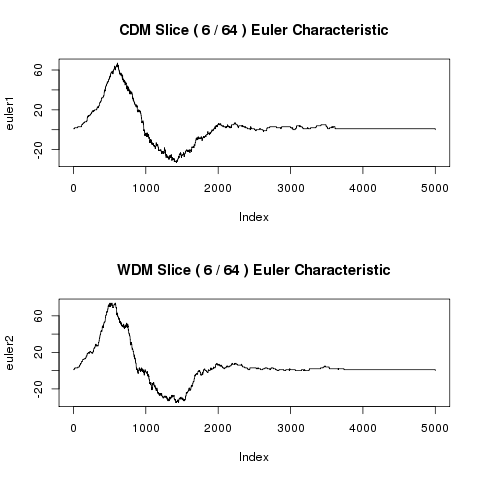 CDM Slice ( 6 / 64 ) Euler Characteristic
60
20
-20
euler1
0 1000 2000 3000 4000 5000
Index
WDM Slice ( 6 / 64 ) Euler Characteristic
60
20
-20
euler2
0 1000 2000 3000 4000 5000
Index